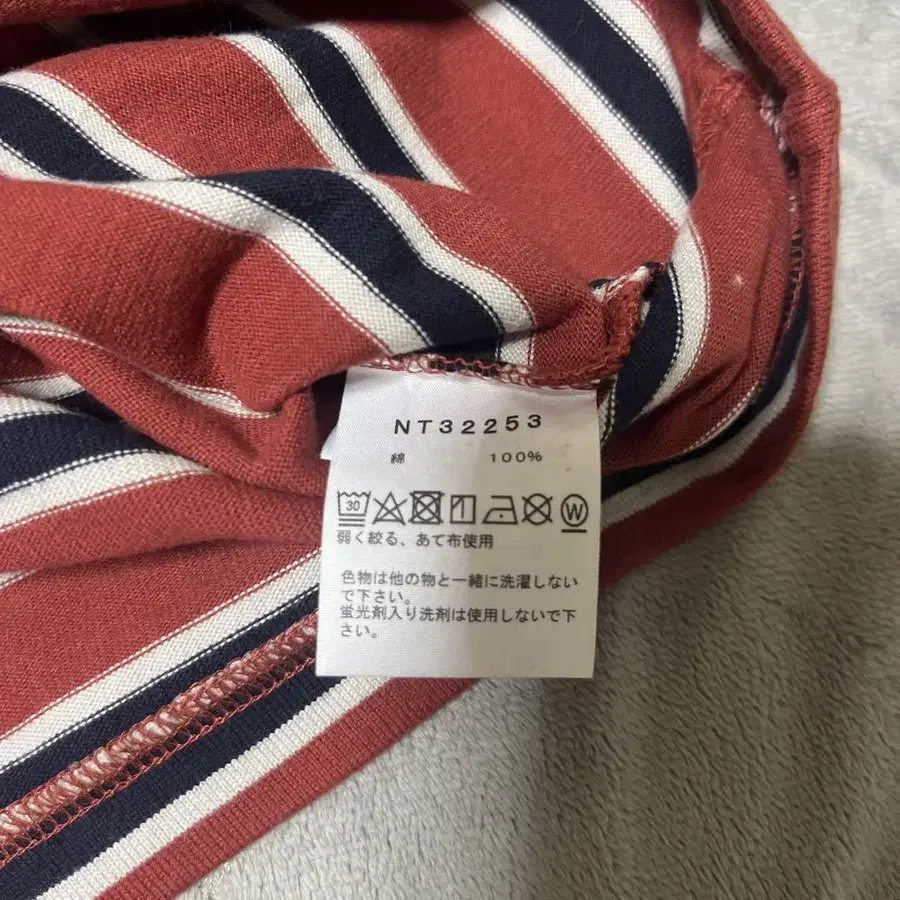 NT32253
綿 100%
30
W
弱く絞る、あて布使用
色物は他の物と一緒に洗濯しない
で下さい。
蛍光剤入り洗剤は使用しないで下
さい。